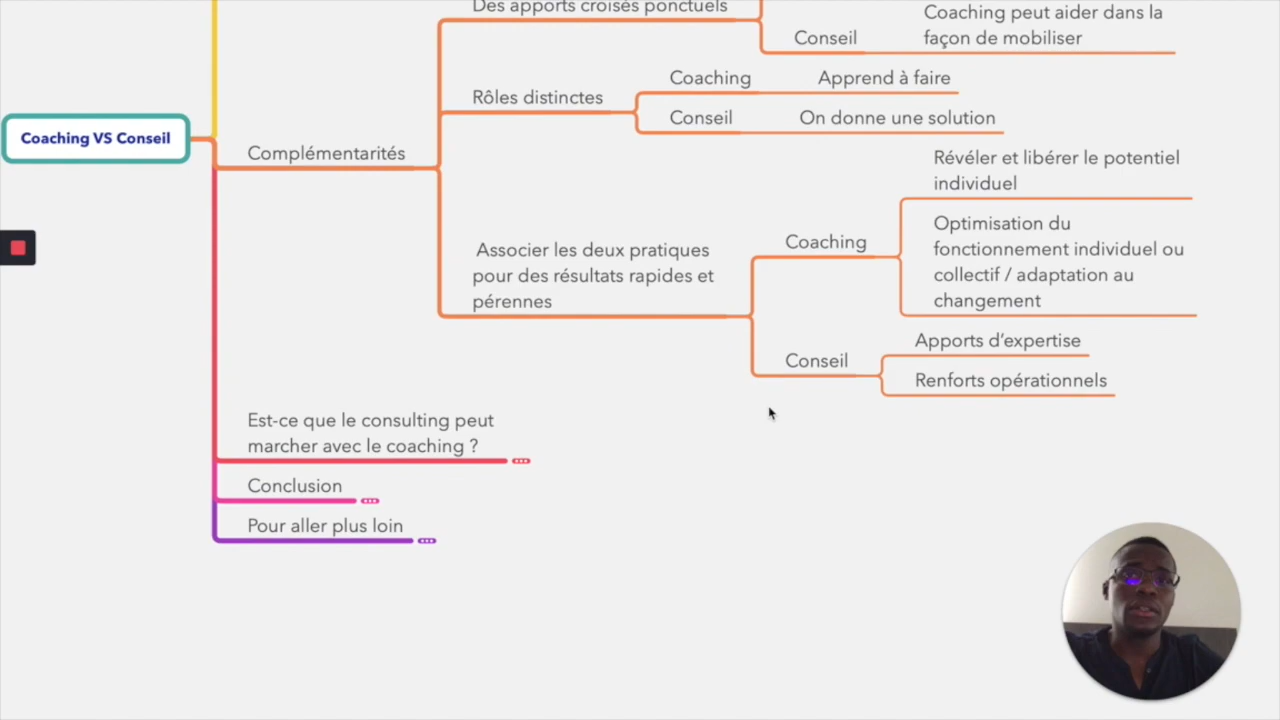 Des apports croisés ponctuels
Coaching peut aider dans la
façon de mobiliser
Conseil
Coaching
Apprend à faire
Rôles distinctes
Conseil
On donne une solution
Coaching VS Conseil
Complémentarités
Révéler et libérer le potentiel
individuel
Associer les deux pratiques
pour des résultats rapides et
pérennes
Coaching
Optimisation du
fonctionnement individuel ou
collectif / adaptation au
changement
Conseil
Apports d'expertise
Renforts opérationnels
Est-ce que le consulting peut
marcher avec le coaching ?
Conclusion
Pour aller plus loin